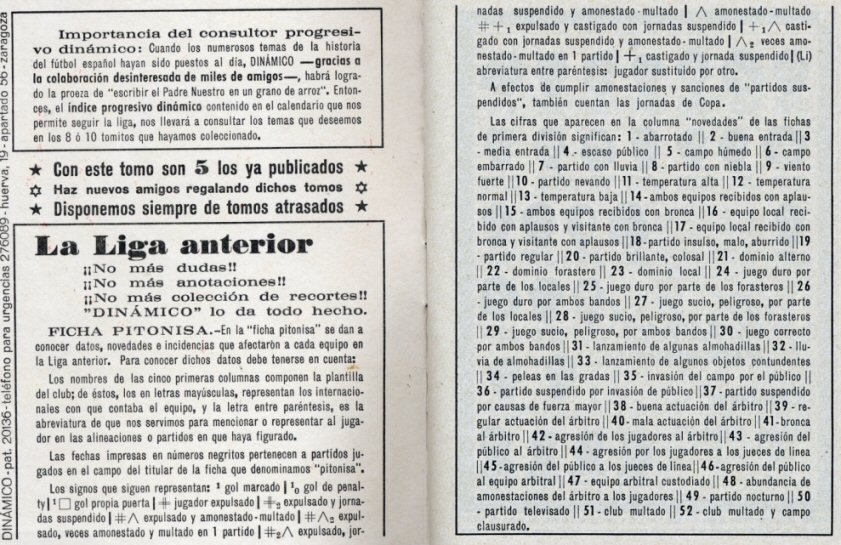 DINÁMICO - pat. 20136 - teléfono para urgencias 276089 - huerva, 19 - apartado 56 - zaragoza
Importancia del consultor progresi-
vo dinámico: Cuando los numerosos temas de la historia
del fútbol español hayan sido puestos al día, DINÁMICO —gracias a
la colaboración desinteresada de miles de amigos—, habrá logra-
do la proeza de "escribir el Padre Nuestro en un grano de arroz". Enton-
ces, el índice progresivo dinámico contenido en el calendario que nos
permite seguir la liga, nos llevará a consultar los temas que deseemos
en los 8 ó 10 tomitos que hayamos coleccionado.
★ Con este tomo son 5 los ya publicados ★
✡ Haz nuevos amigos regalando dichos tomos ✡
★ Disponemos siempre de tomos atrasados ★
La Liga anterior
¡¡No más dudas!!
¡¡No más anotaciones!!
¡¡No más colección de recortes!!
"DINÁMICO" lo da todo hecho.
FICHA PITONISA.-En la "ficha pitonisa" se dan a
conocer datos, novedades e incidencias que afectaron a cada equipo en
la Liga anterior. Para conocer dichos datos debe tenerse en cuenta:
Los nombres de las cinco primeras columnas componen la plantilla
del club; de éstos, los en letras mayúsculas, representan los internacio-
nales con que contaba el equipo, y la letra entre paréntesis, es la
abreviatura de que nos servimos para mencionar o representar al juga-
dor en las alineaciones o partidos en que haya figurado.
Las fechas impresas en números negritos pertenecen a partidos ju-
gados en el campo del titular de la ficha que denominamos "pitonisa".
Los signos que siguen representan: ¹ gol marcado | ¹₀ gol de penal-
ty | ¹□ gol propia puerta | # jugador expulsado | #₂ expulsado y jorna-
das suspendido | #∧ expulsado y amonestado-multado | #∧₂ expul-
sado, veces amonestado y multado en 1 partido | #₂∧ expulsado, jor-
nadas suspendido y amonestado-multado | ∧ amonestado-multado
#+₁ expulsado y castigado con jornadas suspendido | +₁∧ casti-
gado con jornadas suspendido y amonestado-multado | ∧₂ veces amo-
nestado-multado en 1 partido | +₁ castigado y jornada suspendido | (Li)
abreviatura entre paréntesis: jugador sustituido por otro.
A efectos de cumplir amonestaciones y sanciones de "partidos sus-
pendidos", también cuentan las jornadas de Copa.
Las cifras que aparecen en la columna "novedades" de las fichas
de primera división significan: 1 - abarrotado || 2 - buena entrada || 3
- media entrada || 4 - escaso público || 5 - campo húmedo || 6 - campo
embarrado || 7 - partido con lluvia || 8 - partido con niebla || 9 - viento
fuerte || 10 - partido nevando || 11 - temperatura alta || 12 - temperatura
normal || 13 - temperatura baja || 14 - ambos equipos recibidos con aplau-
sos || 15 - ambos equipos recibidos con bronca || 16 - equipo local reci-
bido con aplausos y visitante con bronca || 17 - equipo local recibido con
bronca y visitante con aplausos || 18 - partido insulso, malo, aburrido || 19
- partido regular || 20 - partido brillante, colosal || 21 - dominio alterno
|| 22 - dominio forastero || 23 - dominio local || 24 - juego duro por
parte de los locales || 25 - juego duro por parte de los forasteros || 26
- juego duro por ambos bandos || 27 - juego sucio, peligroso, por parte
de los locales || 28 - juego sucio, peligroso, por parte de los forasteros
|| 29 - juego sucio, peligroso, por ambos bandos || 30 - juego correcto
por ambos bandos || 31 - lanzamiento de algunas almohadillas || 32 - llu-
via de almohadillas || 33 - lanzamiento de algunos objetos contundentes
|| 34 - peleas en las gradas || 35 - invasión del campo por el público ||
36 - partido suspendido por invasión de público || 37 - partido suspendido
por causas de fuerza mayor || 38 - buena actuación del árbitro || 39 - re-
gular actuación del árbitro || 40 - mala actuación del árbitro || 41 - bronca
al árbitro || 42 - agresión de los jugadores al árbitro || 43 - agresión del
público al árbitro || 44 - agresión por los jugadores a los jueces de línea
|| 45 - agresión del público a los jueces de línea || 46 - agresión del público
al equipo arbitral || 47 - equipo arbitral custodiado || 48 - abundancia de
amonestaciones del árbitro a los jugadores || 49 - partido nocturno || 50
- partido televisado || 51 - club multado || 52 - club multado y campo
clausurado.